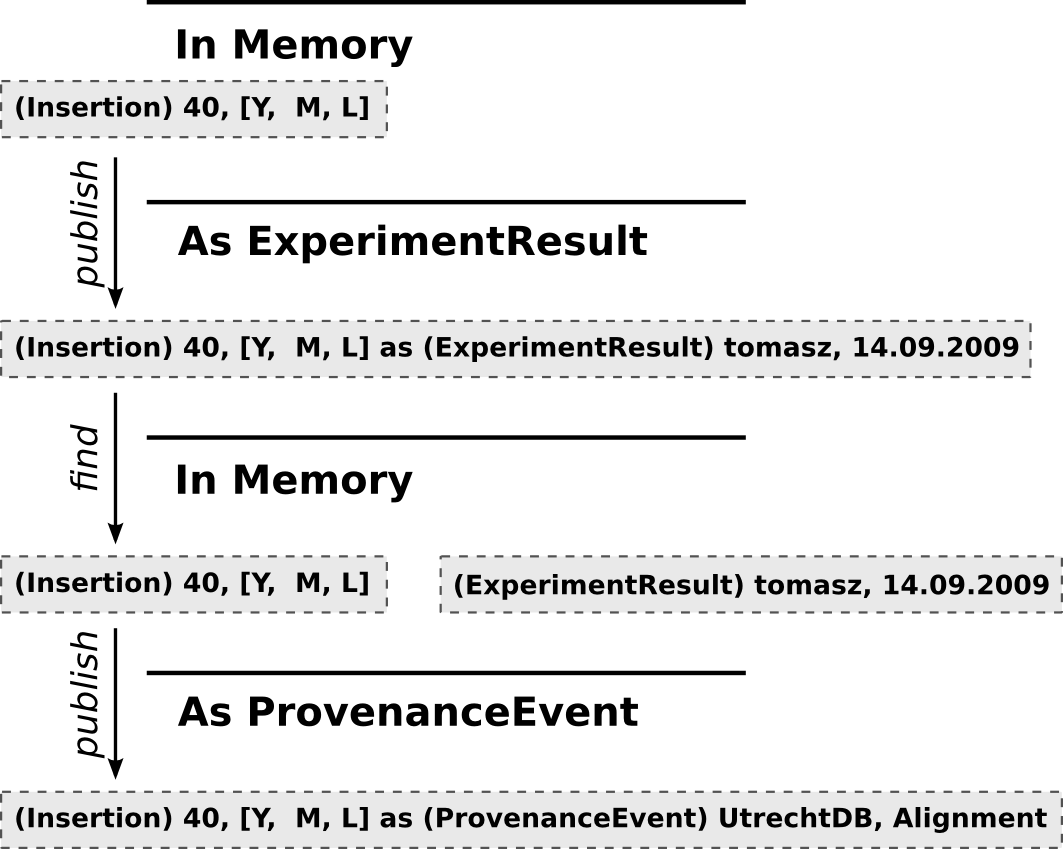 In Memory
(Insertion) 40, [Y,  M, L]
publish
As ExperimentResult
(Insertion) 40, [Y,  M, L] as (ExperimentResult) tomasz, 14.09.2009
find
In Memory
(Insertion) 40, [Y,  M, L]
(ExperimentResult) tomasz, 14.09.2009
publish
As ProvenanceEvent
(Insertion) 40, [Y,  M, L] as (ProvenanceEvent) UtrechtDB, Alignment